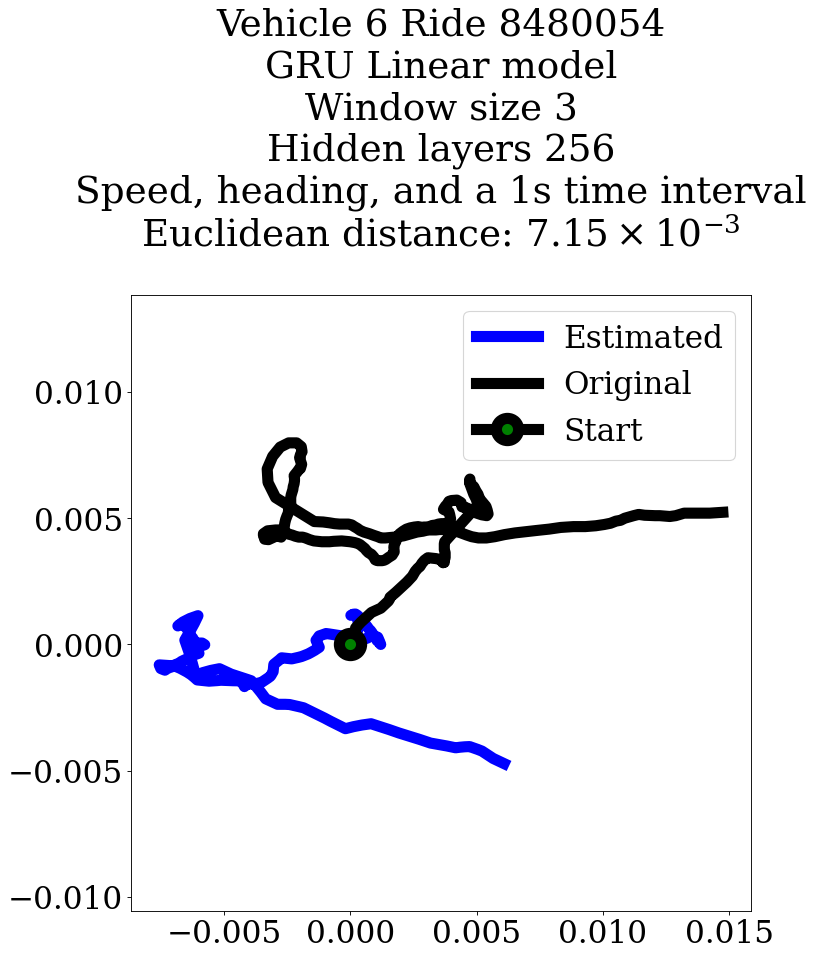 Vehicle 6 Ride 8480054
GRU Linear model
Window size 3
Hidden layers 256
Speed, heading, and a 1s time interval
Euclidean distance: 7.15 × 10⁻³
Estimated
Original
Start
0.010
0.005
0.000
−0.005
−0.010
−0.005
0.000
0.005
0.010
0.015